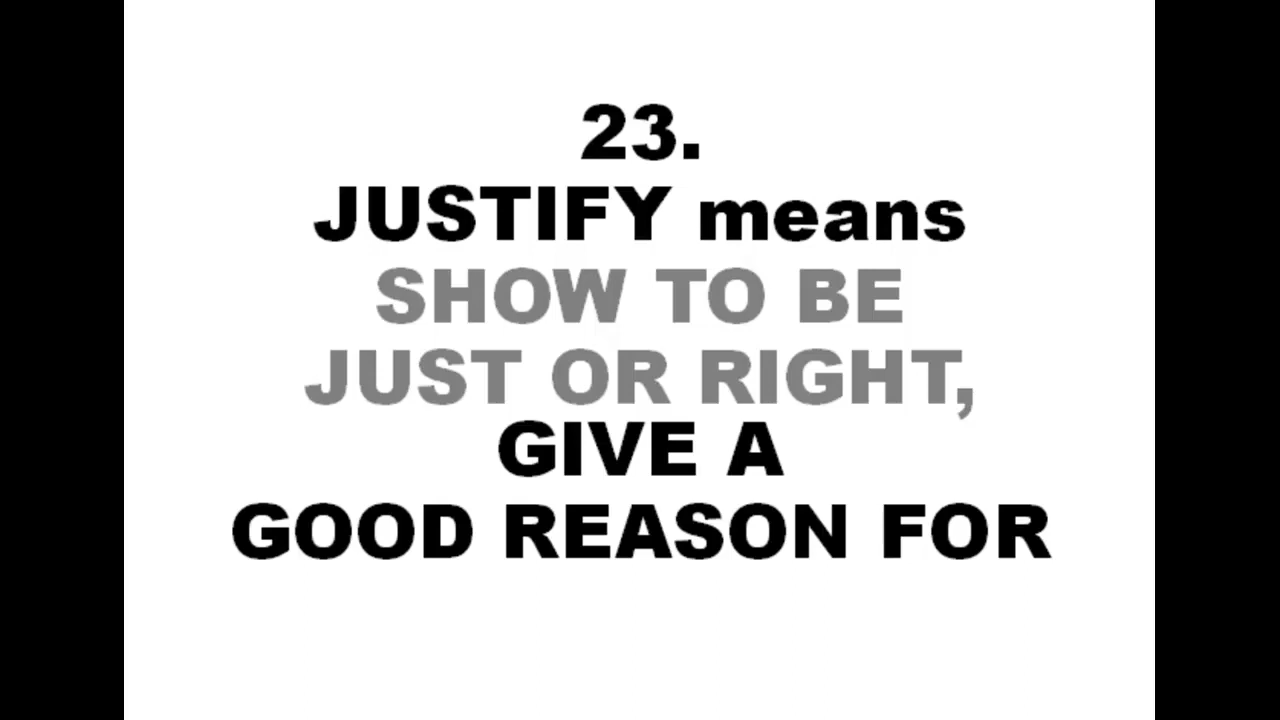 23.
JUSTIFY means
SHOW TO BE
JUST OR RIGHT,
GIVE A
GOOD REASON FOR